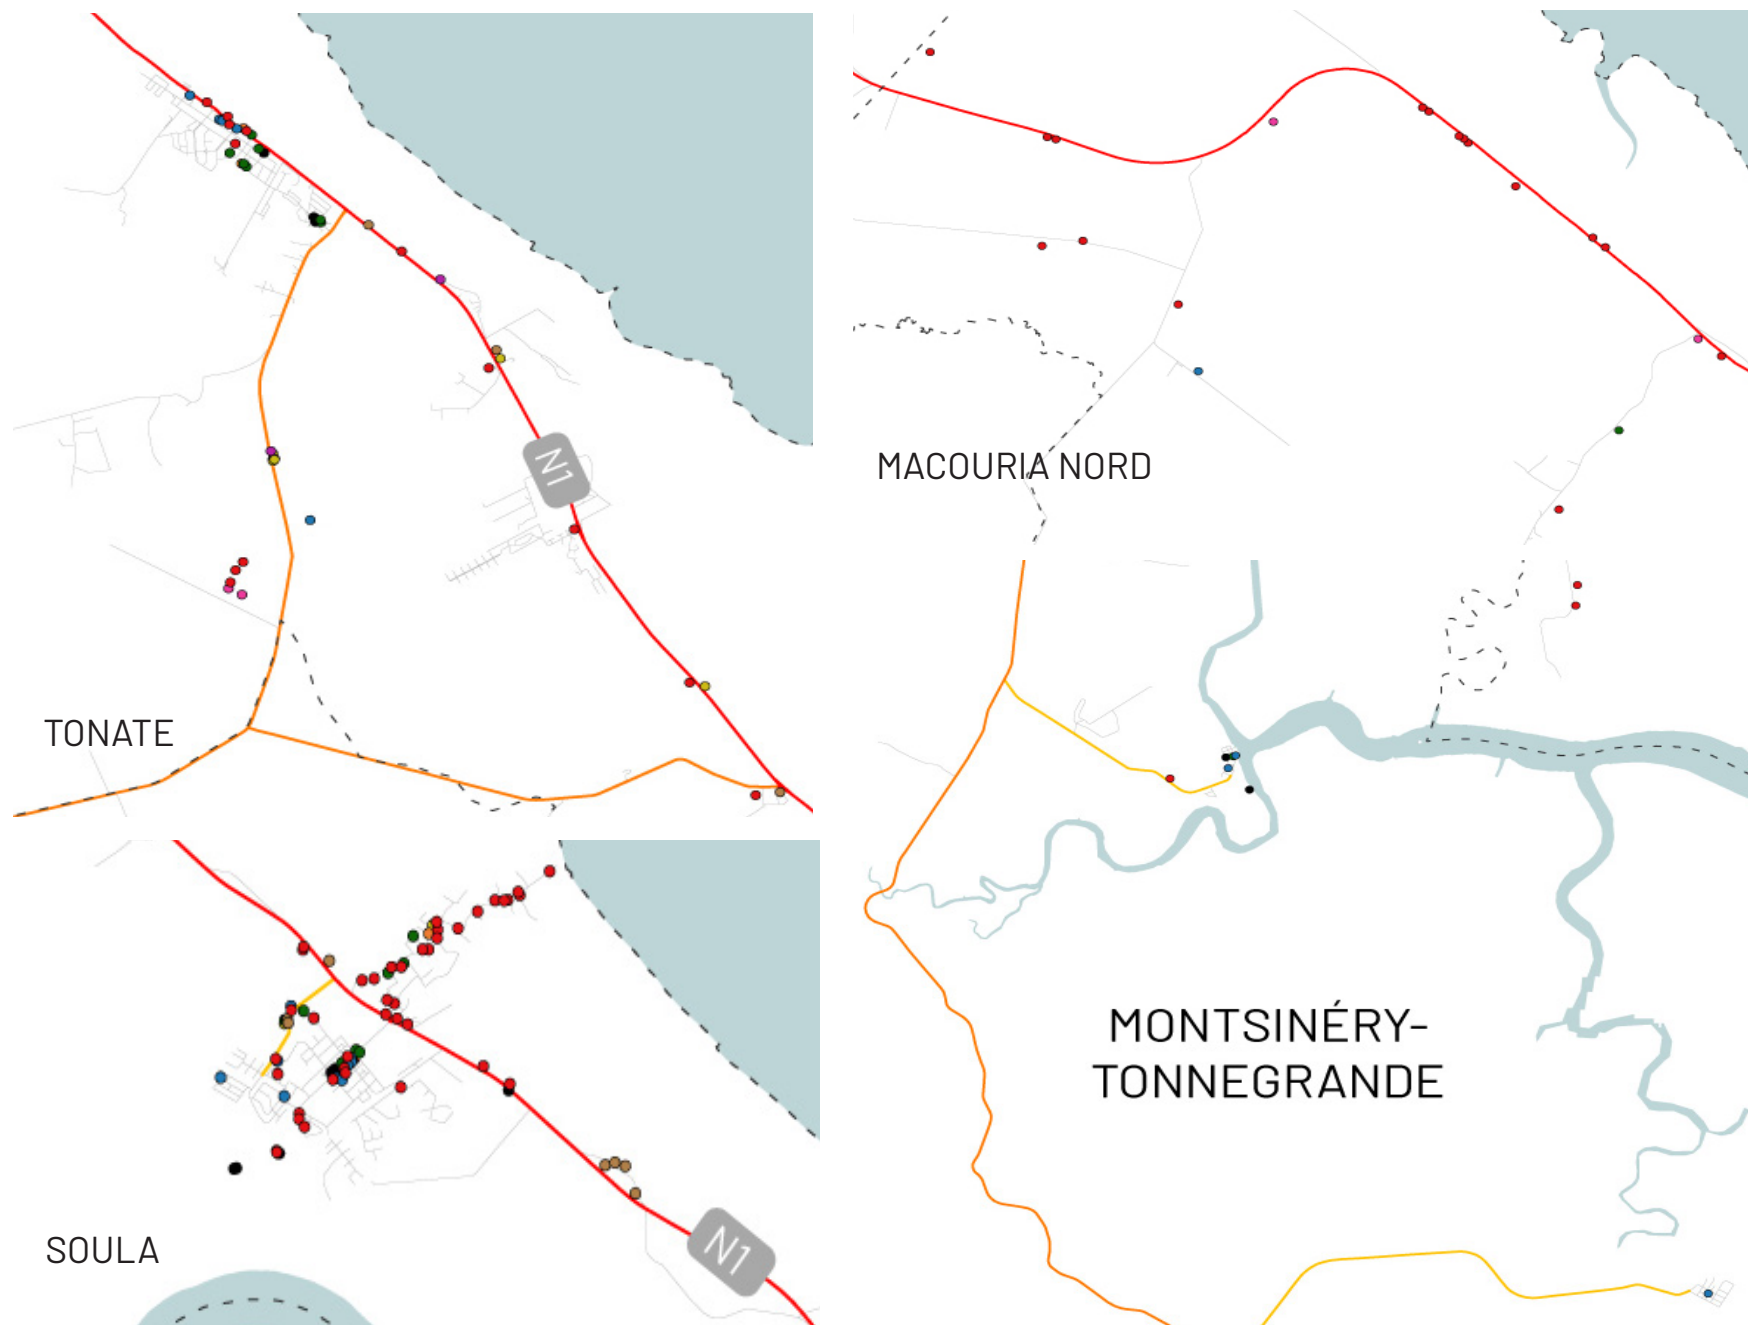 N1
MACOURIA NORD
TONATE
MONTSINÉRY-
TONNEGRANDE
SOULA
N1